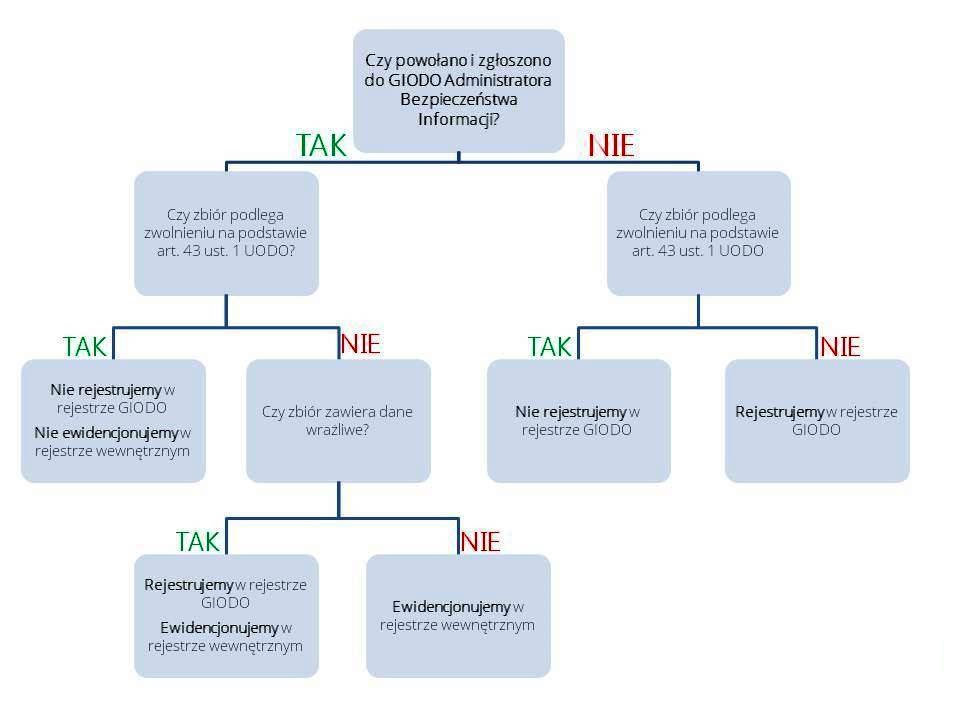 Czy powołano i zgłoszono
do GIODO Administratora
Bezpieczeństwa
Informacji?
TAK
NIE
Czy zbiór podlega
zwolnieniu na podstawie
art. 43 ust. 1 UODO?
Czy zbiór podlega
zwolnieniu na podstawie
art. 43 ust. 1 UODO
TAK
NIE
TAK
NIE
Nie rejestrujemy w
rejestrze GIODO
Nie ewidencjonujemy w
rejestrze wewnętrznym
Czy zbiór zawiera dane
wrażliwe?
Nie rejestrujemy w
rejestrze GIODO
Rejestrujemy w rejestrze
GIODO
TAK
NIE
Rejestrujemy w rejestrze
GIODO
Ewidencjonujemy w
rejestrze wewnętrznym
Ewidencjonujemy w
rejestrze wewnętrznym